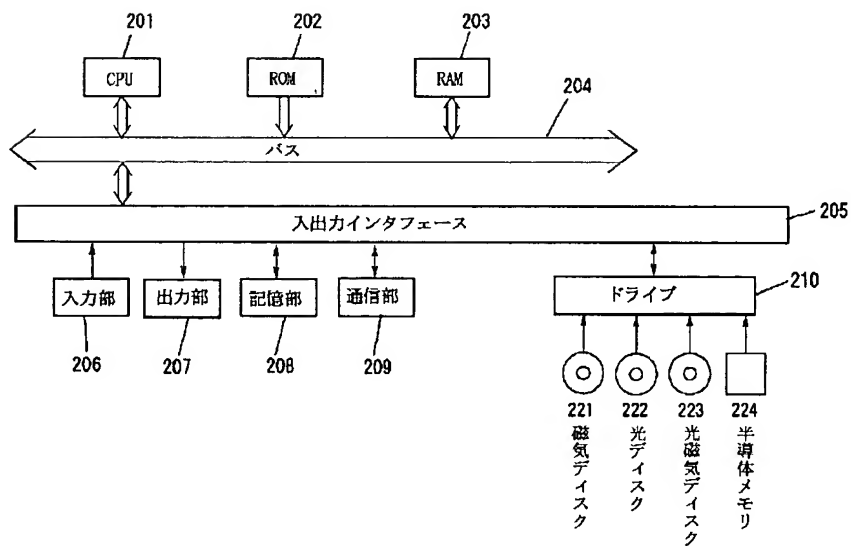 201
202
203
CPU
ROM
RAM
204
バス
205
入出力インタフェース
入力部
出力部
記憶部
通信部
ドライブ
210
206
207
208
209
221
222
223
224
磁気ディスク
光ディスク
光磁気ディスク
半導体メモリ